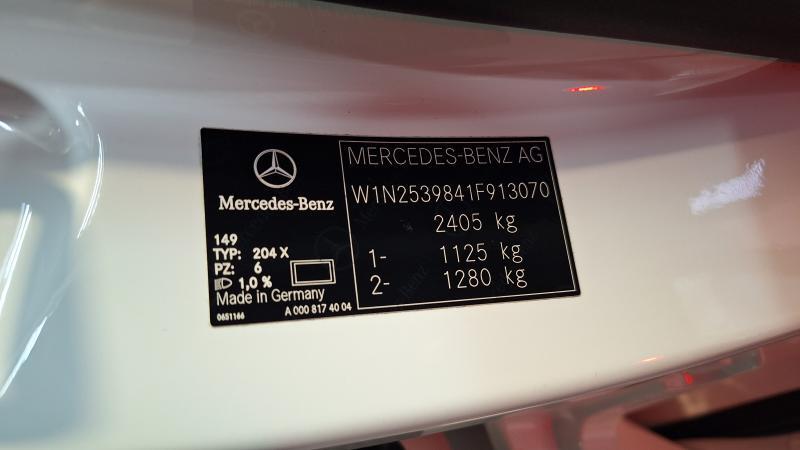 Mercedes-Benz
149
TYP: 204 X
PZ: 6
1,0 %
Made in Germany
0651166
A 000 817 40 04
MERCEDES-BENZ AG
W1N2539841F913070
2405 kg
1- 1125 kg
2- 1280 kg